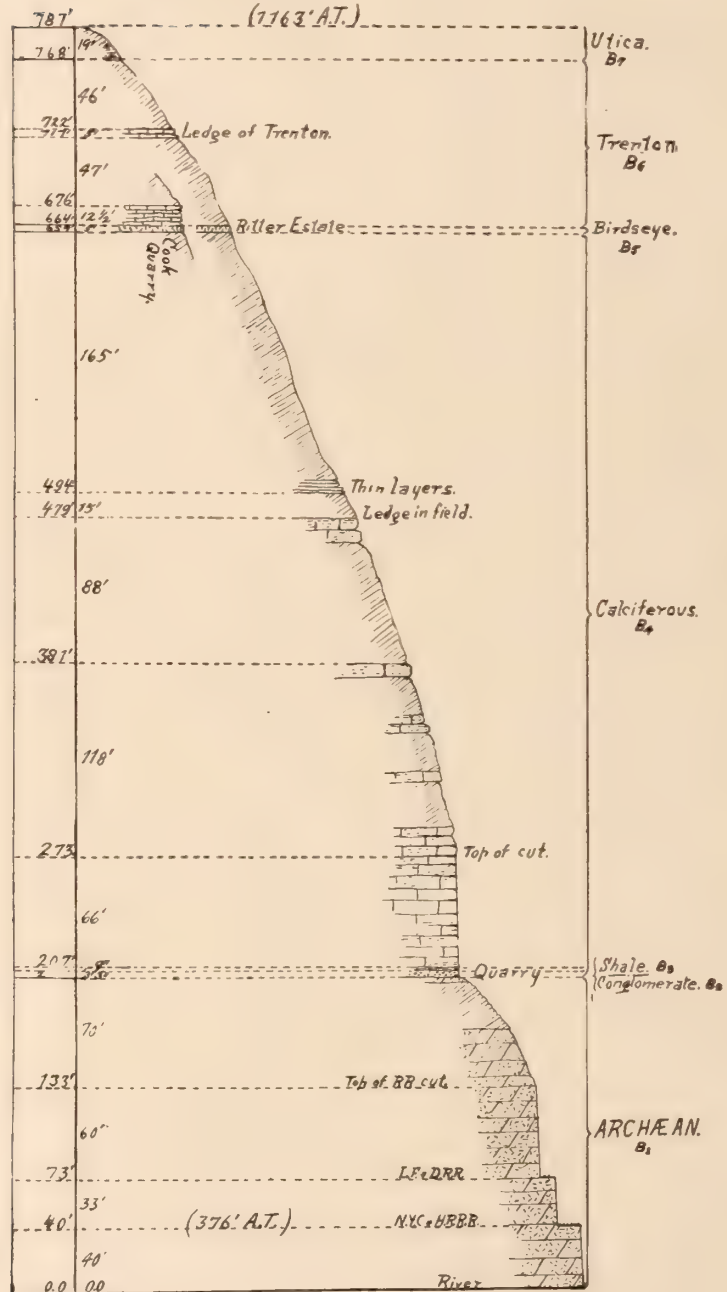 787' (1163' A.T.)
19'
Utica.
B7
768'
46'
722'
Ledge of Trenton.
Trenton.
B6
47'
676'
664' 12½'
Ritter Estate
Birdseye.
B5
Cook
Quarry.
165'
494'
Thin layers.
479' 15'
Ledge in field.
88'
Calciferous.
B4
381'
118'
273'
Top of cut.
66'
207'
Quarry
Shale. B3
Conglomerate. B2
70'
133'
Top of RR cut.
ARCHÆAN.
B1
60'
73'
33'
40' (376' A.T.)
40'
0.0 0.0
River